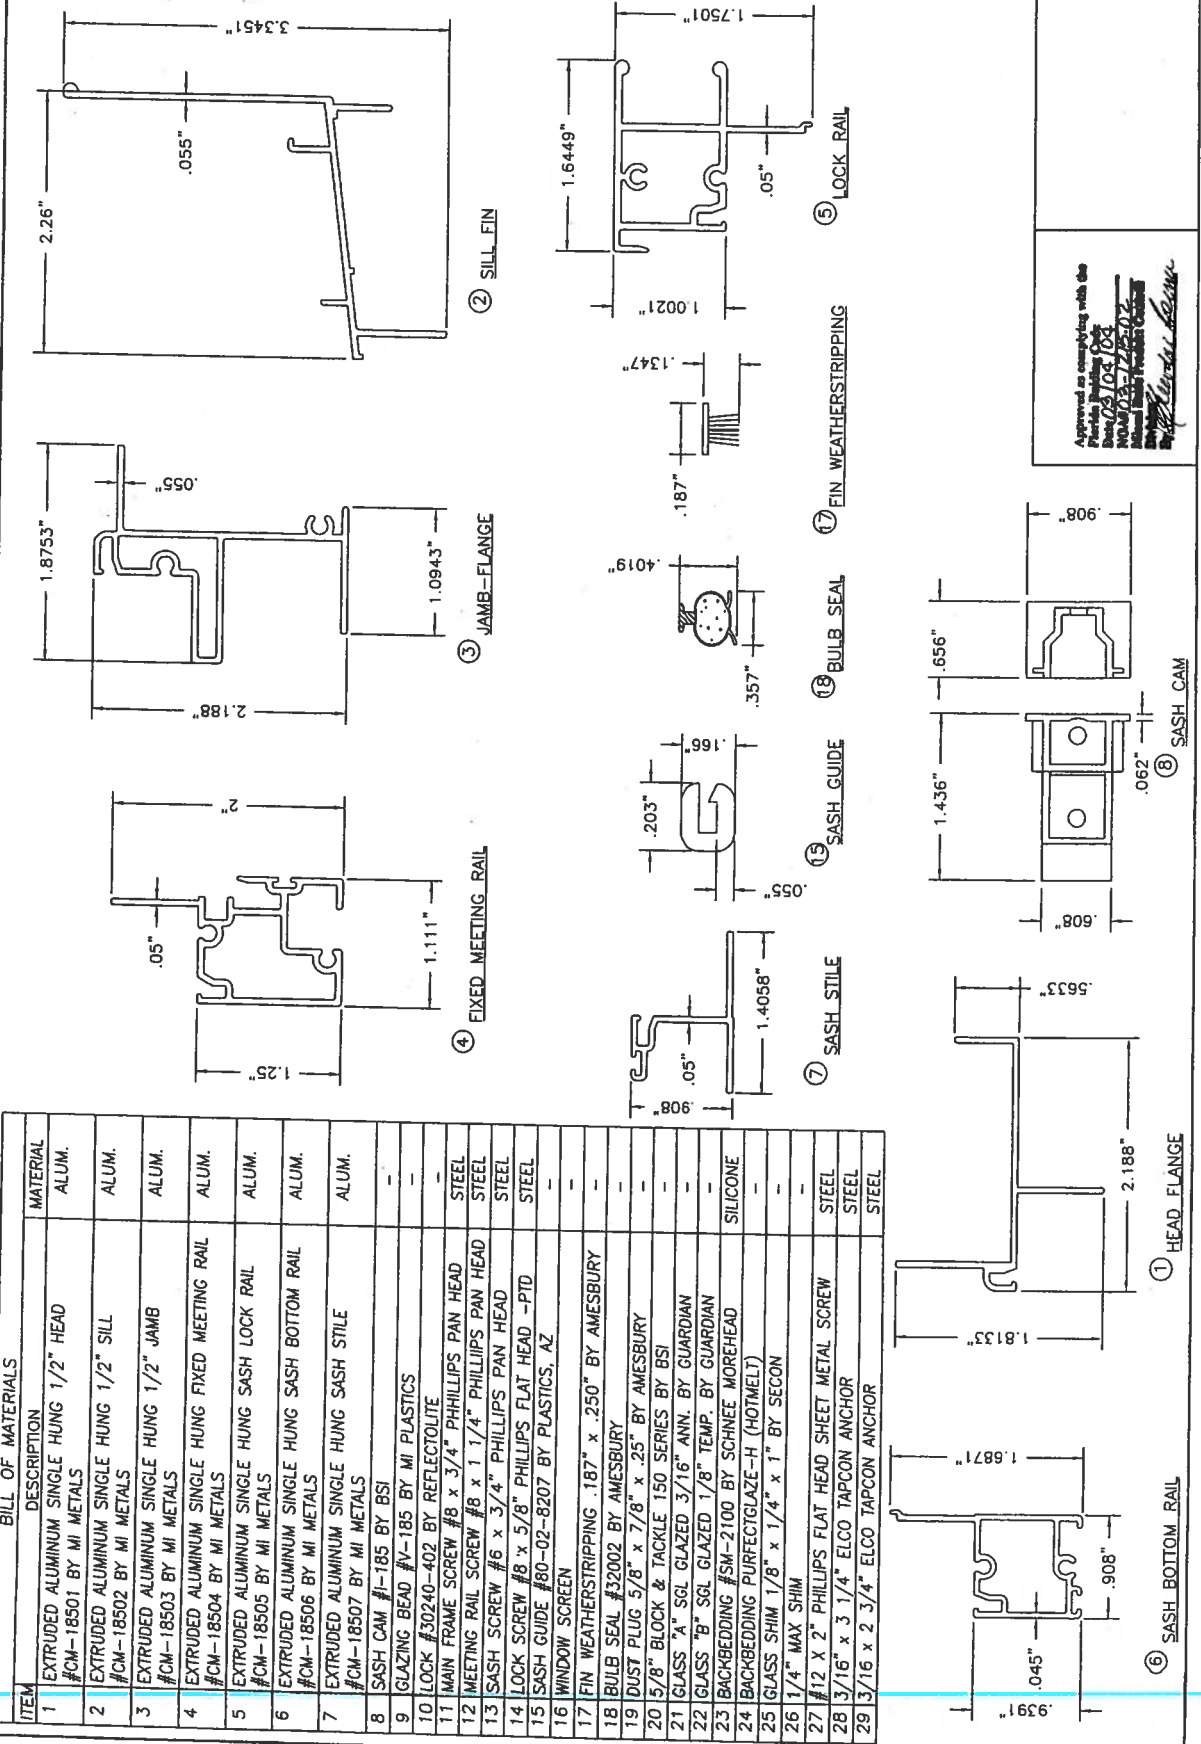 BILL OF MATERIALS
ITEM DESCRIPTION MATERIAL
1 EXTRUDED ALUMINUM SINGLE HUNG 1/2" HEAD ALUM.
#CM-18501 BY MI METALS
2 EXTRUDED ALUMINUM SINGLE HUNG 1/2" SILL ALUM.
#CM-18502 BY MI METALS
3 EXTRUDED ALUMINUM SINGLE HUNG 1/2" JAMB ALUM.
#CM-18503 BY MI METALS
4 EXTRUDED ALUMINUM SINGLE HUNG FIXED MEETING RAIL ALUM.
#CM-18504 BY MI METALS
5 EXTRUDED ALUMINUM SINGLE HUNG SASH LOCK RAIL ALUM.
#CM-18505 BY MI METALS
6 EXTRUDED ALUMINUM SINGLE HUNG SASH BOTTOM RAIL ALUM.
#CM-18506 BY MI METALS
7 EXTRUDED ALUMINUM SINGLE HUNG SASH STILE ALUM.
#CM-18507 BY MI METALS
8 SASH CAM #I-185 BY BSI -
9 GLAZING BEAD #V-185 BY MI PLASTICS -
10 LOCK #30240-402 BY REFLECTOLITE -
11 MAIN FRAME SCREW #8 x 3/4" PHHILLIPS PAN HEAD STEEL
12 MEETING RAIL SCREW #8 x 1 1/4" PHILLIIPS PAN HEAD STEEL
13 SASH SCREW #6 x 3/4" PHILLIPS PAN HEAD STEEL
14 LOCK SCREW #8 x 5/8" PHILLIPS FLAT HEAD -PTD STEEL
15 SASH GUIDE #80-02-8207 BY PLASTICS, AZ -
16 WINDOW SCREEN -
17 FIN WEATHERSTRIPPING .187" x .250" BY AMESBURY -
18 BULB SEAL #32002 BY AMESBURY -
19 DUST PLUG 5/8" x 7/8" x .25" BY AMESBURY -
20 5/8" BLOCK & TACKLE 150 SERIES BY BSI -
21 GLASS "A" SGL GLAZED 3/16" ANN. BY GUARDIAN -
22 GLASS "B" SGL GLAZED 1/8" TEMP. BY GUARDIAN -
23 BACKBEDDING #SM-2100 BY SCHNEE MOREHEAD SILICONE
24 BACKBEDDING PURFECTGLAZE-H (HOTMELT) -
25 GLASS SHIM 1/8" x 1/4" x 1" BY SECON -
26 1/4" MAX SHIM -
27 #12 X 2" PHILLIPS FLAT HEAD SHEET METAL SCREW STEEL
28 3/16" x 3 1/4" ELCO TAPCON ANCHOR STEEL
29 3/16 x 2 3/4" ELCO TAPCON ANCHOR STEEL
2"
.05"
1.25"
1.111"
4 FIXED MEETING RAIL
1.8753"
.055"
2.188"
1.0943"
3 JAMB-FLANGE
2.26"
3.3451"
.055"
2 SILL FIN
.908"
.05"
1.4058"
7 SASH STILE
.203"
.166"
.055"
15 SASH GUIDE
.4019"
.357"
18 BULB SEAL
.187"
.1347"
17 FIN WEATHERSTRIPPING
1.6449"
1.7501"
1.0021"
.05"
5 LOCK RAIL
1.6871"
.045"
.9391"
.908"
6 SASH BOTTOM RAIL
1.8133"
2.188"
.5633"
1 HEAD FLANGE
1.436"
.656"
.608"
.908"
.062"
8 SASH CAM
Approved as complying with the
Florida Building Code
Date 03/04/04
NOA# 03-1215.02
Miami Dade Product Control
Division
By